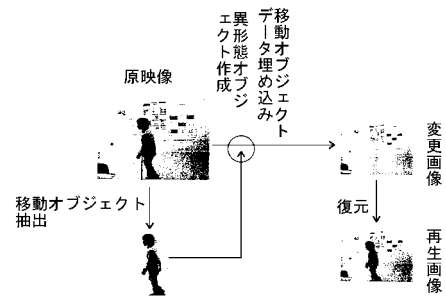 原映像
異形態オブジ
ェクト作成
移動オブジェクト
データ埋め込み
変更画像
移動オブジェクト
抽出
復元
再生画像